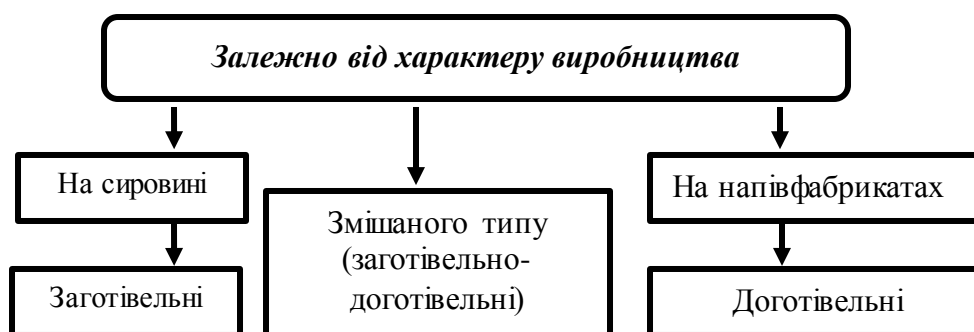 Залежно від характеру виробництва
На сировині
Змішаного типу
(заготівельно-
доготівельні)
На напівфабрикатах
Заготівельні
Доготівельні